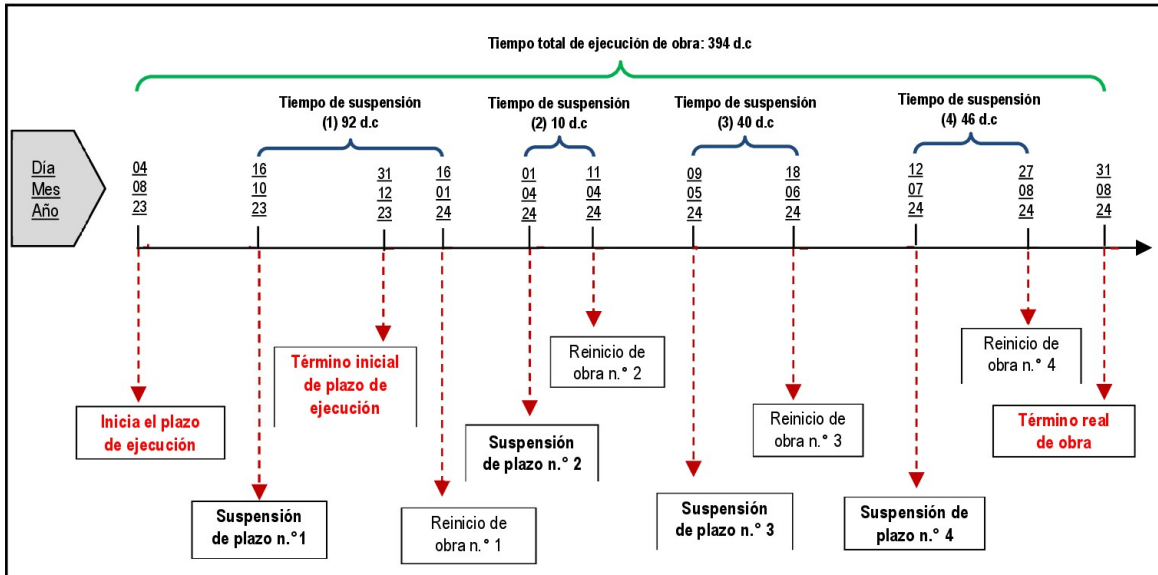 Tiempo total de ejecución de obra: 394 d.c
Tiempo de suspensión
(1) 92 d.c
Tiempo de suspensión
(2) 10 d.c
Tiempo de suspensión
(3) 40 d.c
Tiempo de suspensión
(4) 46 d.c
Día
Mes
Año
04
08
23
16
10
23
31
12
23
16
01
24
01
04
24
11
04
24
09
05
24
18
06
24
12
07
24
27
08
24
31
08
24
Inicia el plazo
de ejecución
Suspensión
de plazo n.°1
Término inicial
de plazo de
ejecución
Reinicio de
obra n.° 1
Suspensión
de plazo n.° 2
Reinicio de
obra n.° 2
Suspensión
de plazo n.° 3
Reinicio de
obra n.° 3
Suspensión de
plazo n.° 4
Reinicio de
obra n.° 4
Término real
de obra